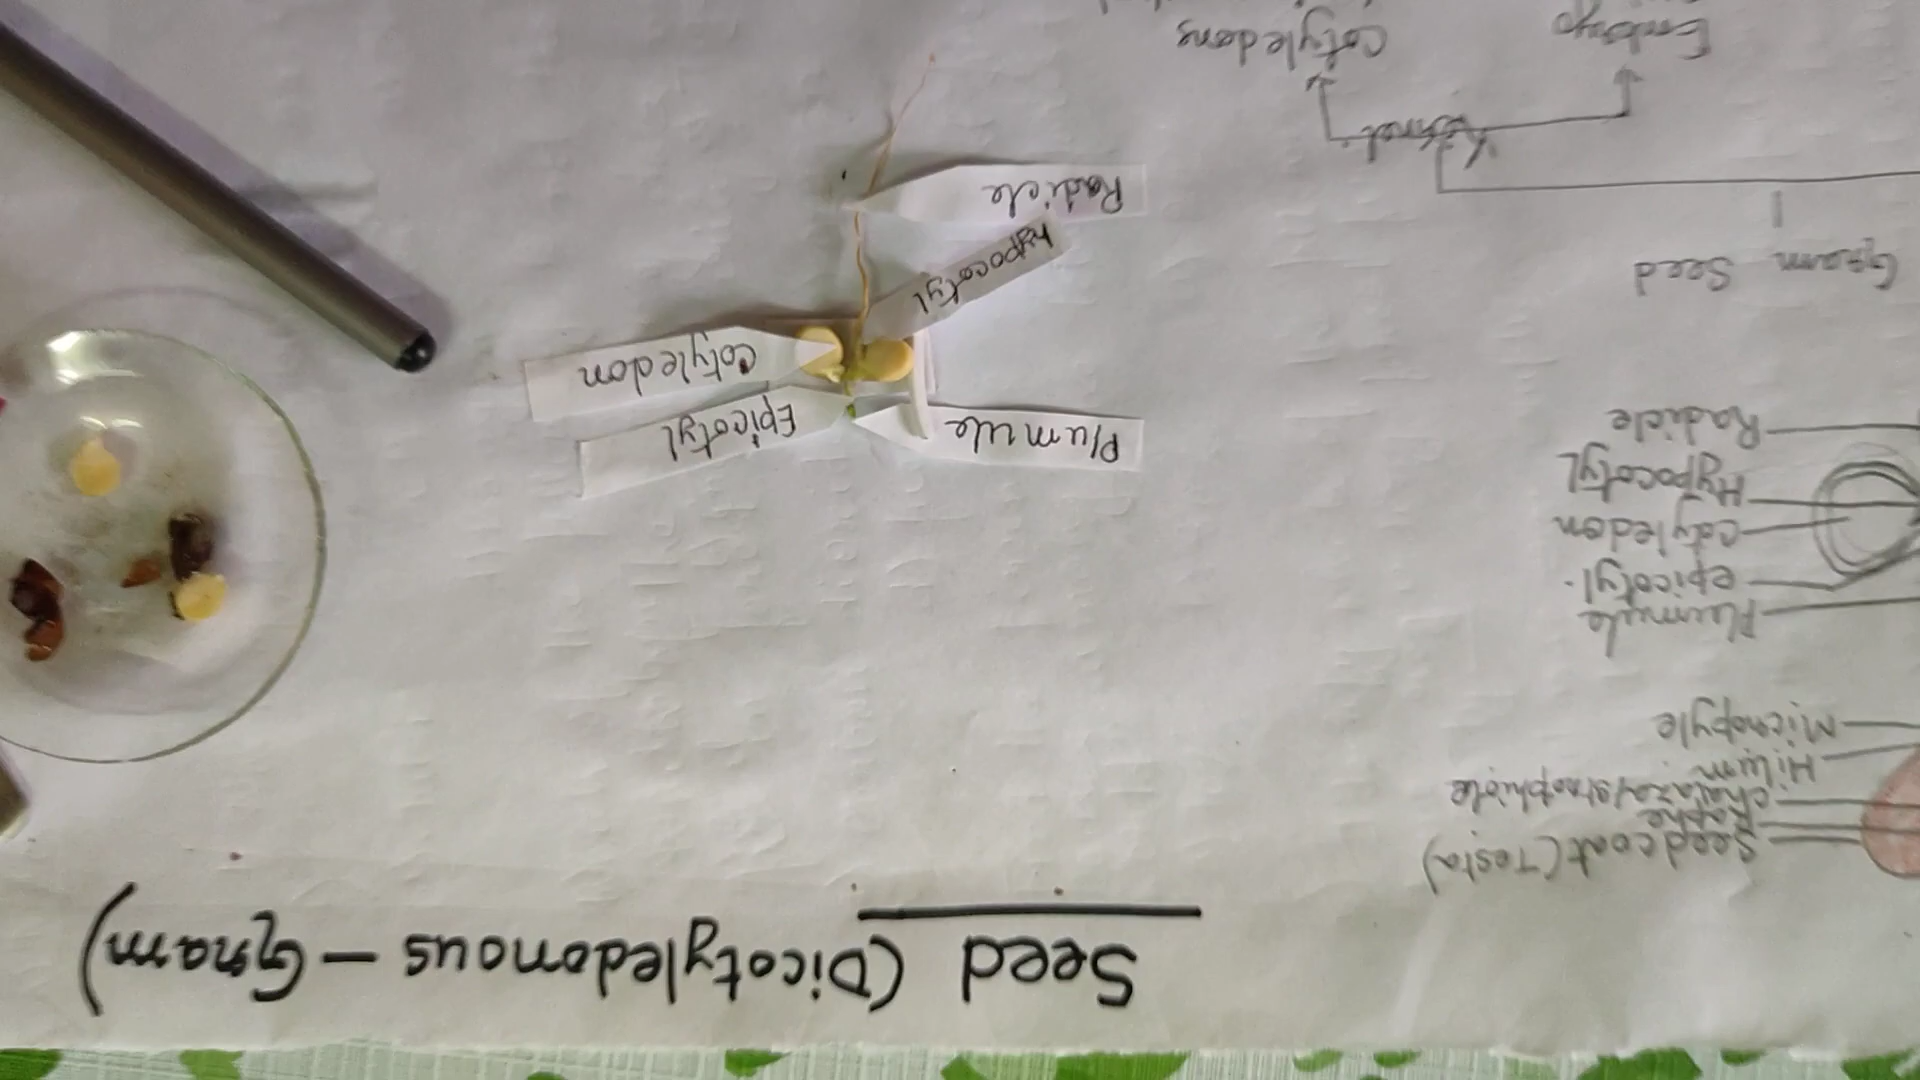 Seed (Dicotyledonous – Gram)
Seed coat (Testa)
Raphe
Chalaza/strophiole
Hilum
Micropyle
Plumule
epicotyl.
Cotyledon
Hypocotyl
Radicle
Plumule
Epicotyl
Cotyledon
hypocotyl
Radicle
Gram Seed
Kernel
Embryo
Cotyledons